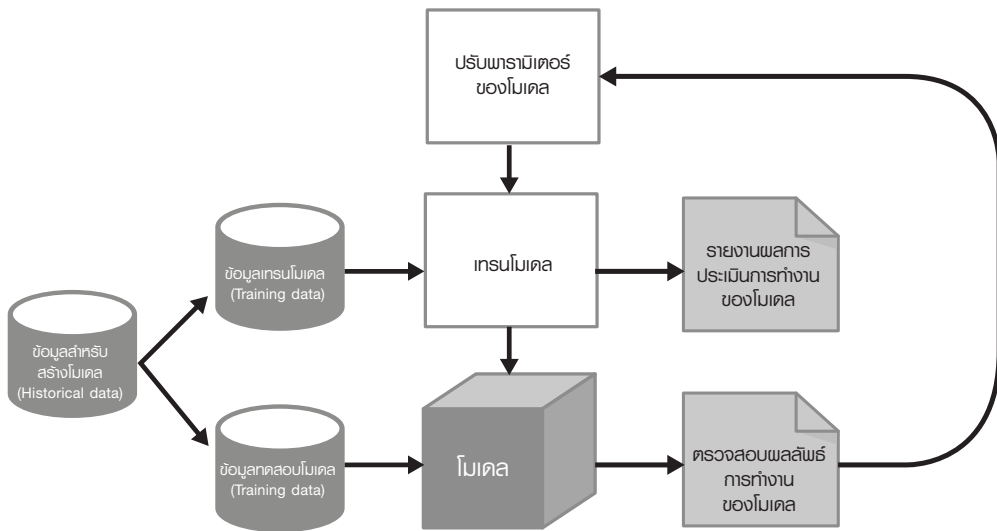 ปรับพารามิเตอร์
ของโมเดล
ข้อมูลเทรนโมเดล
(Training data)
เทรนโมเดล
รายงานผลการ
ประเมินการทำงาน
ของโมเดล
ข้อมูลสำหรับ
สร้างโมเดล
(Historical data)
ข้อมูลทดสอบโมเดล
(Training data)
โมเดล
ตรวจสอบผลลัพธ์
การทำงาน
ของโมเดล